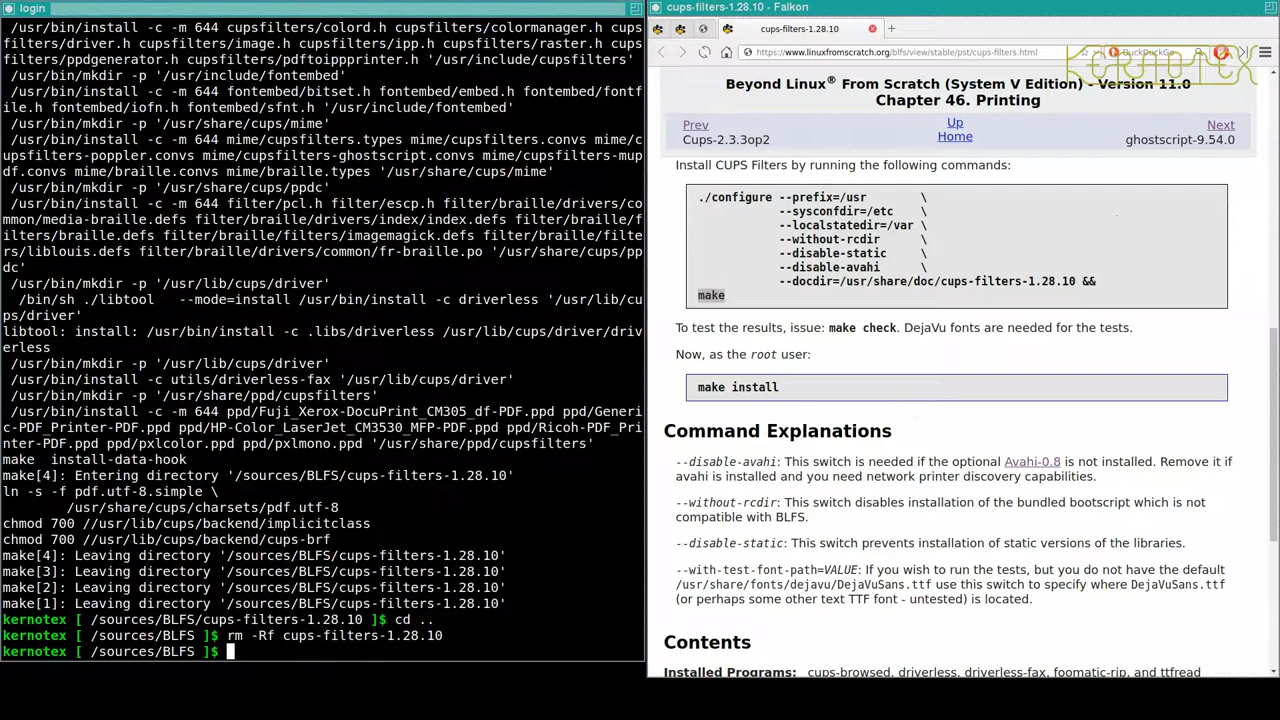 login
/usr/bin/install -c -m 644 cupsfilters/colord.h cupsfilters/colormanager.h cups
filters/driver.h cupsfilters/image.h cupsfilters/ipp.h cupsfilters/raster.h cups
filters/ppdgenerator.h cupsfilters/pdftoippprinter.h '/usr/include/cupsfilters'
/usr/bin/mkdir -p '/usr/include/fontembed'
/usr/bin/install -c -m 644 fontembed/bitset.h fontembed/embed.h fontembed/fontf
ile.h fontembed/iofn.h fontembed/sfnt.h '/usr/include/fontembed'
/usr/bin/mkdir -p '/usr/share/cups/mime'
/usr/bin/install -c -m 644 mime/cupsfilters.types mime/cupsfilters.convs mime/c
upsfilters-poppler.convs mime/cupsfilters-ghostscript.convs mime/cupsfilters-mup
df.convs mime/braille.convs mime/braille.types '/usr/share/cups/mime'
/usr/bin/mkdir -p '/usr/share/cups/ppdc'
/usr/bin/install -c -m 644 filter/pcl.h filter/escp.h filter/braille/drivers/co
mmon/media-braille.defs filter/braille/drivers/index/index.defs filter/braille/f
ilters/braille.defs filter/braille/filters/imagemagick.defs filter/braille/filte
rs/liblouis.defs filter/braille/drivers/common/fr-braille.po '/usr/share/cups/pp
dc'
/usr/bin/mkdir -p '/usr/lib/cups/driver'
/bin/sh ./libtool   --mode=install /usr/bin/install -c driverless '/usr/lib/cu
ps/driver'
libtool: install: /usr/bin/install -c .libs/driverless /usr/lib/cups/driver/driv
erless
/usr/bin/mkdir -p '/usr/lib/cups/driver'
/usr/bin/install -c utils/driverless-fax '/usr/lib/cups/driver'
/usr/bin/mkdir -p '/usr/share/ppd/cupsfilters'
/usr/bin/install -c -m 644 ppd/Fuji_Xerox-DocuPrint_CM305_df-PDF.ppd ppd/Generi
c-PDF_Printer-PDF.ppd ppd/HP-Color_LaserJet_CM3530_MFP-PDF.ppd ppd/Ricoh-PDF_Pri
nter-PDF.ppd ppd/pxlcolor.ppd ppd/pxlmono.ppd '/usr/share/ppd/cupsfilters'
make  install-data-hook
make[4]: Entering directory '/sources/BLFS/cups-filters-1.28.10'
ln -s -f pdf.utf-8.simple \
/usr/share/cups/charsets/pdf.utf-8
chmod 700 //usr/lib/cups/backend/implicitclass
chmod 700 //usr/lib/cups/backend/cups-brf
make[4]: Leaving directory '/sources/BLFS/cups-filters-1.28.10'
make[3]: Leaving directory '/sources/BLFS/cups-filters-1.28.10'
make[2]: Leaving directory '/sources/BLFS/cups-filters-1.28.10'
make[1]: Leaving directory '/sources/BLFS/cups-filters-1.28.10'
kernotex [ /sources/BLFS/cups-filters-1.28.10 ]$ cd ..
kernotex [ /sources/BLFS ]$ rm -Rf cups-filters-1.28.10
kernotex [ /sources/BLFS ]$
cups-filters-1.28.10 - Falkon
cups-filters-1.28.10
https://www.linuxfromscratch.org/blfs/view/stable/pst/cups-filters.html
DuckDuckGo
KERNOTEX
Beyond Linux® From Scratch (System V Edition) - Version 11.0
Chapter 46. Printing
Prev Up Next
Cups-2.3.3op2 Home ghostscript-9.54.0
Install CUPS Filters by running the following commands:
./configure --prefix=/usr       \
--sysconfdir=/etc    \
--localstatedir=/var \
--without-rcdir      \
--disable-static     \
--disable-avahi      \
--docdir=/usr/share/doc/cups-filters-1.28.10 &&
make
To test the results, issue: make check. DejaVu fonts are needed for the tests.
Now, as the root user:
make install
Command Explanations
--disable-avahi: This switch is needed if the optional Avahi-0.8 is not installed. Remove it if
avahi is installed and you need network printer discovery capabilities.
--without-rcdir: This switch disables installation of the bundled bootscript which is not
compatible with BLFS.
--disable-static: This switch prevents installation of static versions of the libraries.
--with-test-font-path=VALUE: If you wish to run the tests, but you do not have the default
/usr/share/fonts/dejavu/DejaVuSans.ttf use this switch to specify where DejaVuSans.ttf
(or perhaps some other text TTF font - untested) is located.
Contents
Installed Programs: cups-browsed, driverless, driverless-fax, foomatic-rip, and ttfread